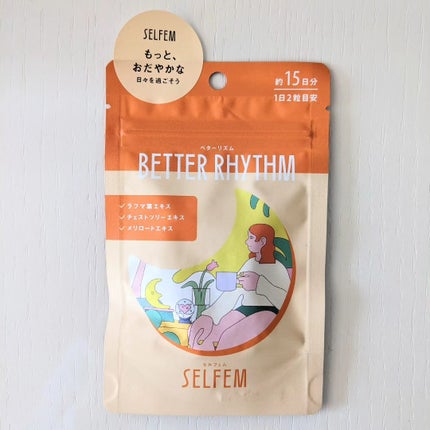 SELFEM
もっと、
おだやかな
日々を過ごそう
約15日分
1日2粒目安
ベターリズム
BETTER RHYTHM
ラフマ葉エキス
チェストツリーエキス
メリロートエキス
セルフェム
SELFEM